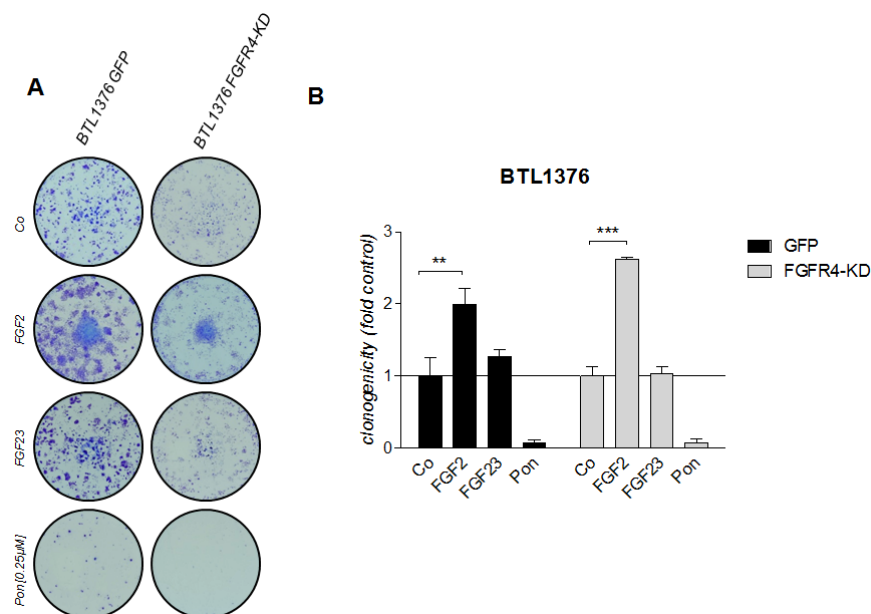 A
BTL1376 GFP
BTL1376 FGFR4-KD
Co
FGF2
FGF23
Pon[0.25µM]
B
BTL1376
clonogenicity (fold control)
3
2
1
0
**
***
Co
FGF2
FGF23
Pon
Co
FGF2
FGF23
Pon
GFP
FGFR4-KD